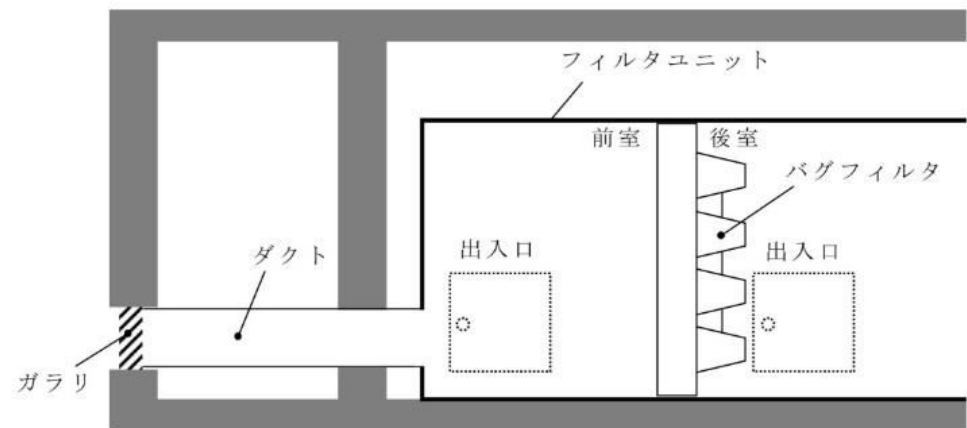 フィルタユニット
前室
後室
バグフィルタ
出入口
出入口
ダクト
ガラリ